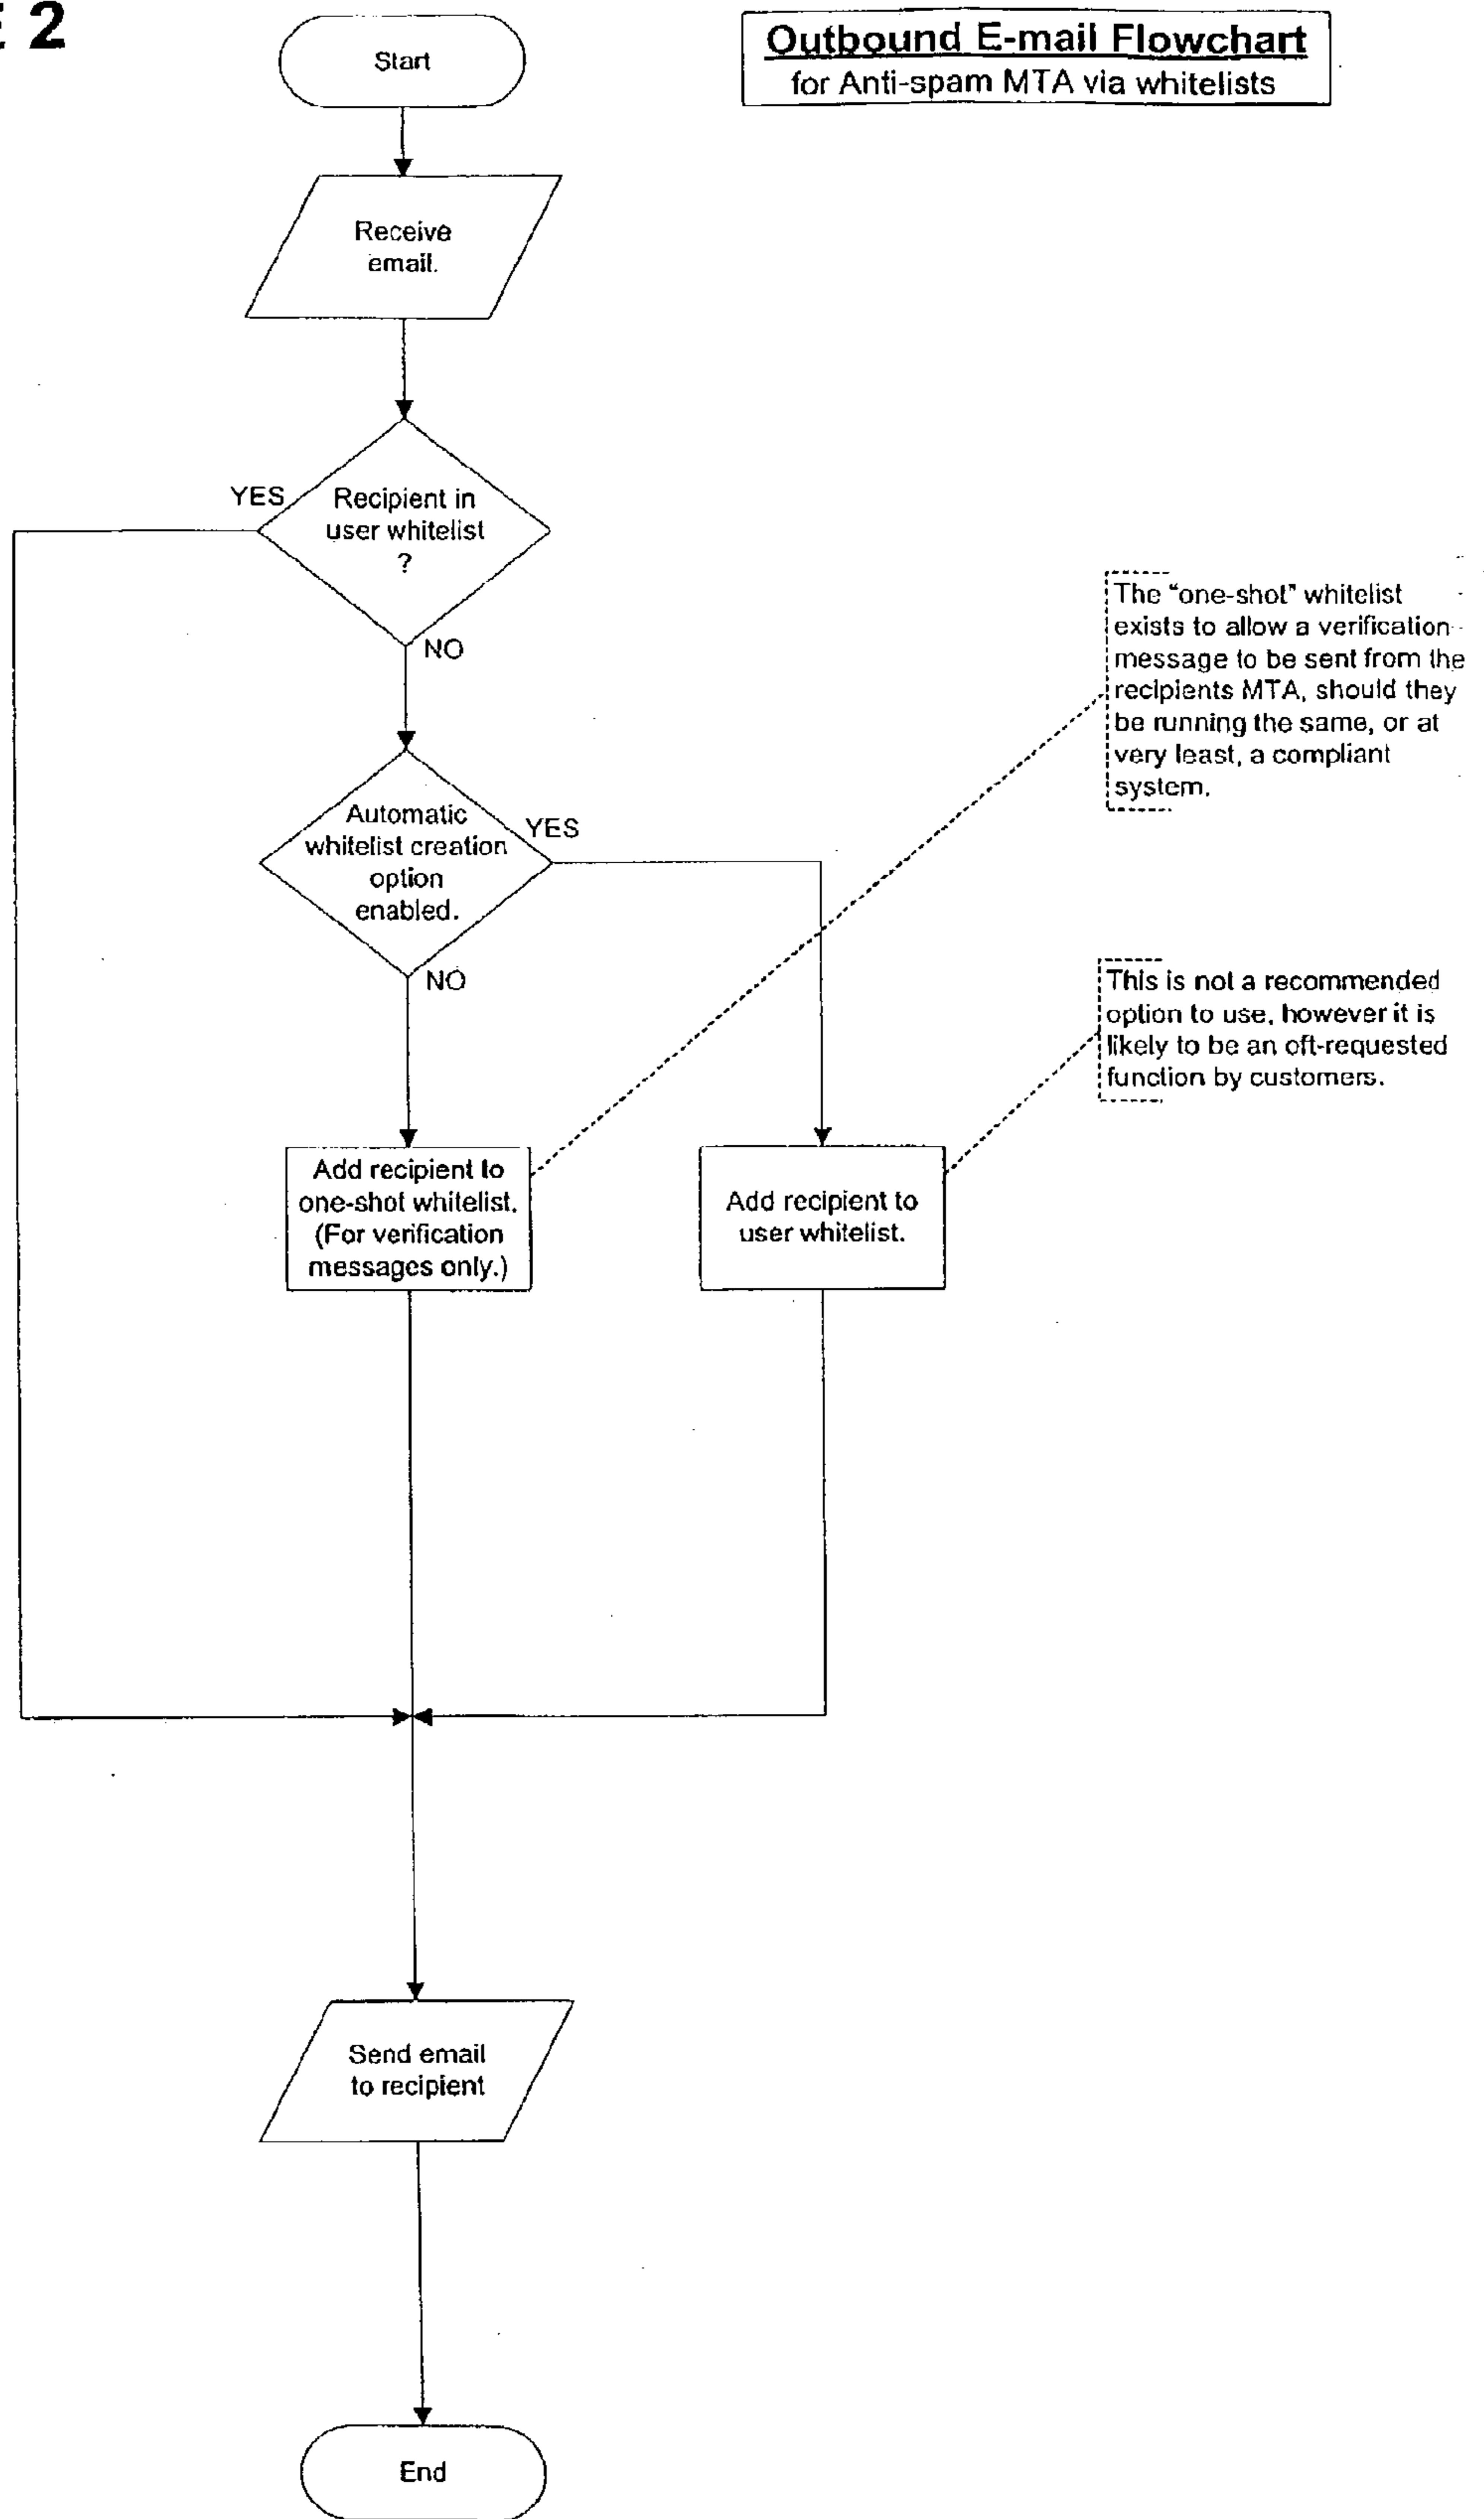 2
Outbound E-mail Flowchart
for Anti-spam MTA via whitelists
Start
Receive
email.
YES
Recipient in
user whitelist
?
NO
The "one-shot" whitelist
exists to allow a verification
message to be sent from the
recipients MTA, should they
be running the same, or at
very least, a compliant
system.
Automatic
whitelist creation
option
enabled.
YES
NO
This is not a recommended
option to use, however it is
likely to be an oft-requested
function by customers.
Add recipient to
one-shot whitelist.
(For verification
messages only.)
Add recipient to
user whitelist.
Send email
to recipient
End